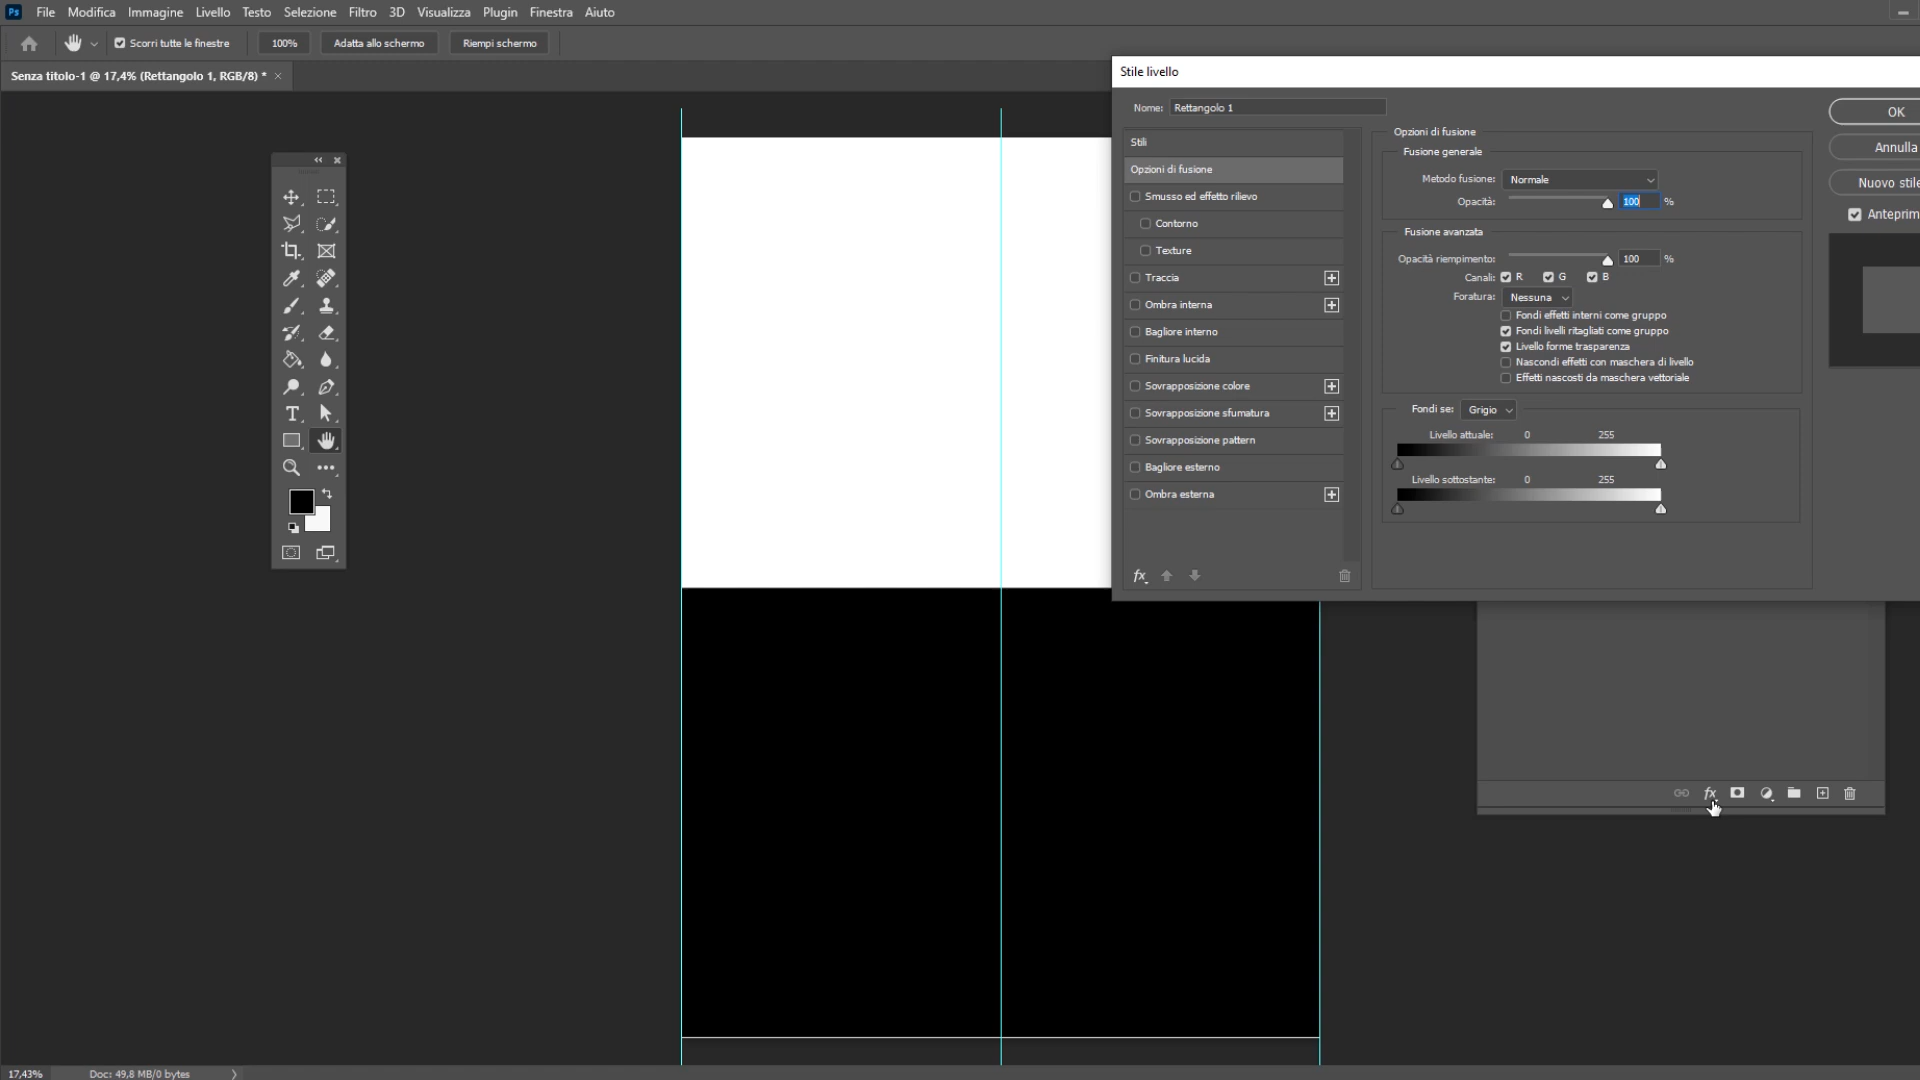 Ps File Modifica Immagine Livello Testo Selezione Filtro 3D Visualizza Plugin Finestra Aiuto
Scorri tutte le finestre 100% Adatta allo schermo Riempi schermo
Senza titolo-1 @ 17,4% (Rettangolo 1, RGB/8) *
Stile livello
Nome: Rettangolo 1
OK
Annulla
Nuovo stile
Anteprim
Stili
Opzioni di fusione
Smusso ed effetto rilievo
Contorno
Texture
Traccia
Ombra interna
Bagliore interno
Finitura lucida
Sovrapposizione colore
Sovrapposizione sfumatura
Sovrapposizione pattern
Bagliore esterno
Ombra esterna
fx
Opzioni di fusione
Fusione generale
Metodo fusione: Normale
Opacità: 100 %
Fusione avanzata
Opacità riempimento: 100 %
Canali: R G B
Foratura: Nessuna
Fondi effetti interni come gruppo
Fondi livelli ritagliati come gruppo
Livello forme trasparenza
Nascondi effetti con maschera di livello
Effetti nascosti da maschera vettoriale
Fondi se: Grigio
Livello attuale: 0 255
Livello sottostante: 0 255
T
fx
17,43% Doc: 49,8 MB/0 bytes